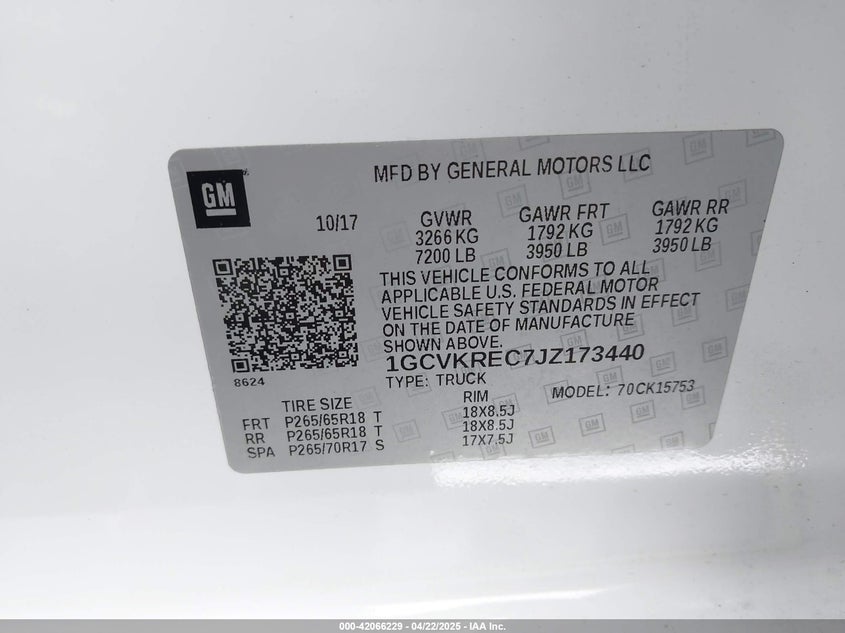 GM
MFD BY GENERAL MOTORS LLC
10/17
GVWR GAWR FRT GAWR RR
3266 KG 1792 KG 1792 KG
7200 LB 3950 LB 3950 LB
THIS VEHICLE CONFORMS TO ALL
APPLICABLE U.S. FEDERAL MOTOR
VEHICLE SAFETY STANDARDS IN EFFECT
ON THE DATE OF MANUFACTURE
SHOWN ABOVE.
1GCVKREC7JZ173440
8624
TYPE: TRUCK MODEL: 70CK15753
TIRE SIZE RIM
FRT P265/65R18 T 18X8.5J
RR P265/65R18 T 18X8.5J
SPA P265/70R17 S 17X7.5J
000-42066229 - 04/22/2025 - IAA Inc.